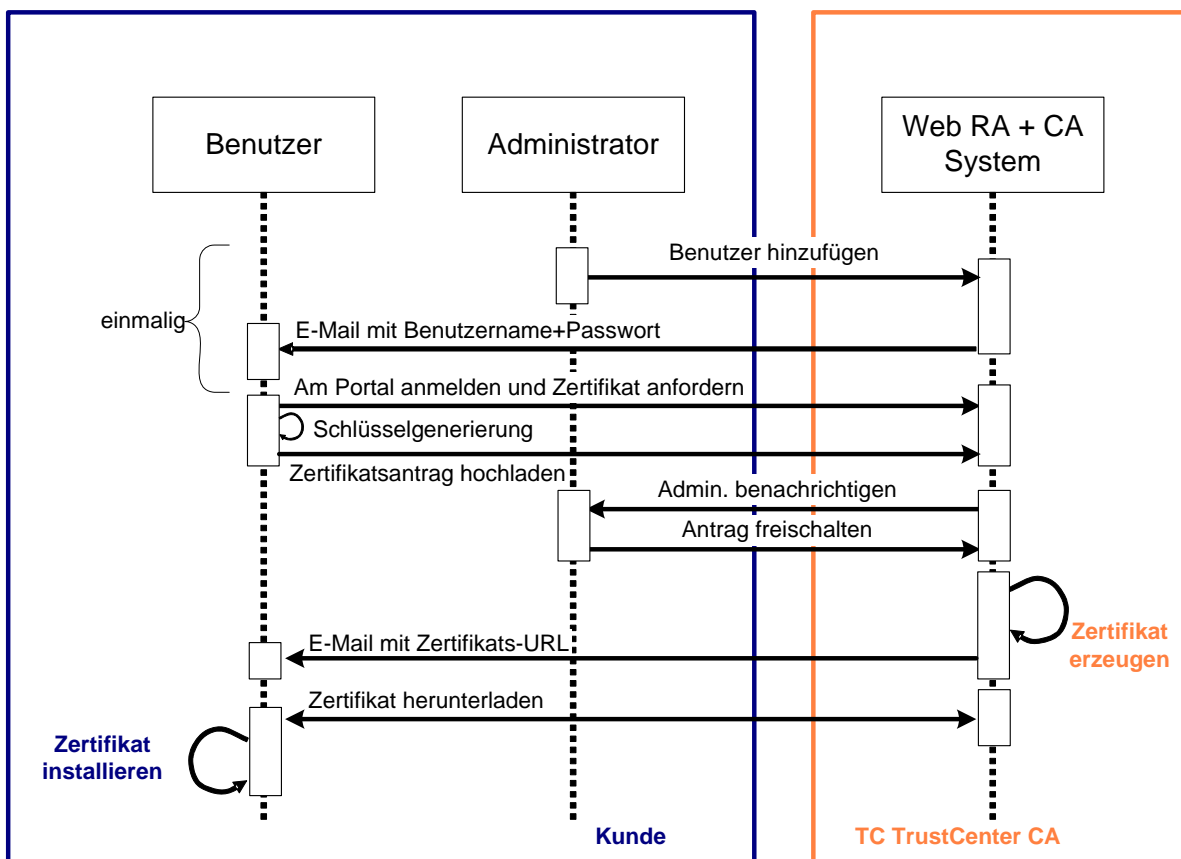 Benutzer
Administrator
Web RA + CA
System
Benutzer hinzufügen
einmalig
E-Mail mit Benutzername+Passwort
Am Portal anmelden und Zertifikat anfordern
Schlüsselgenerierung
Zertifikatsantrag hochladen
Admin. benachrichtigen
Antrag freischalten
Zertifikat
erzeugen
E-Mail mit Zertifikats-URL
Zertifikat herunterladen
Zertifikat
installieren
Kunde
TC TrustCenter CA